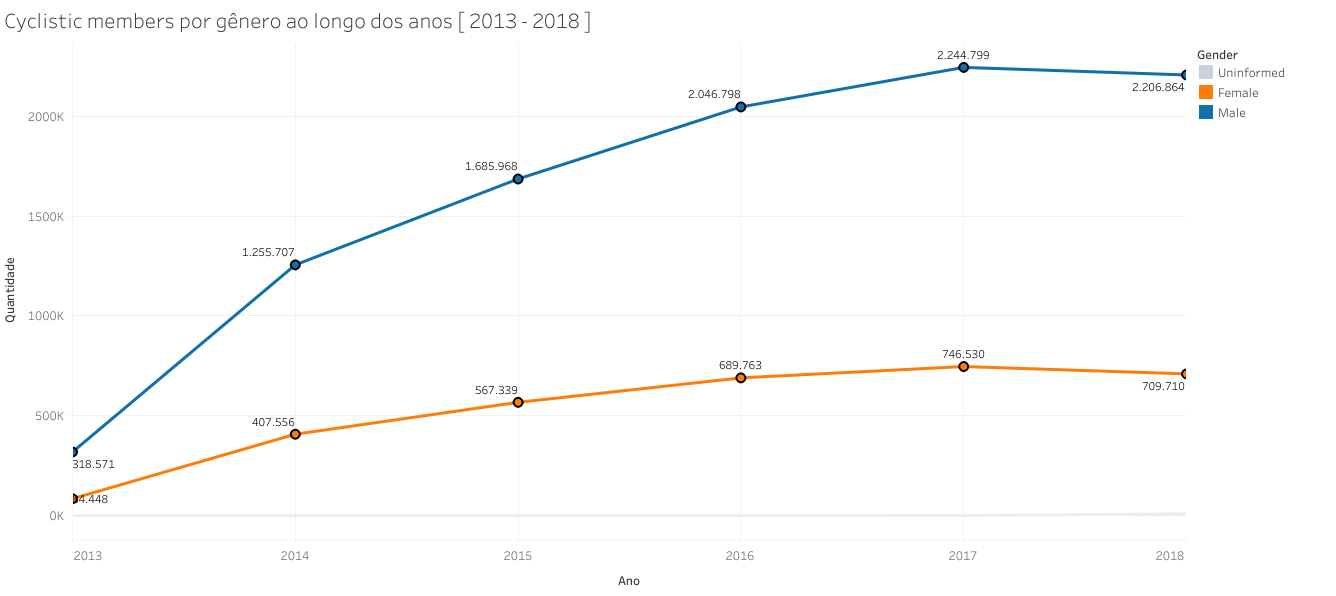 Cyclistic members por gênero ao longo dos anos [ 2013 - 2018 ]
Gender
Uninformed
Female
Male
Quantidade
2000K
1500K
1000K
500K
0K
318.571
1.255.707
1.685.968
2.046.798
2.244.799
2.206.864
407.556
567.339
689.763
746.530
709.710
2013
2014
2015
2016
2017
2018
Ano